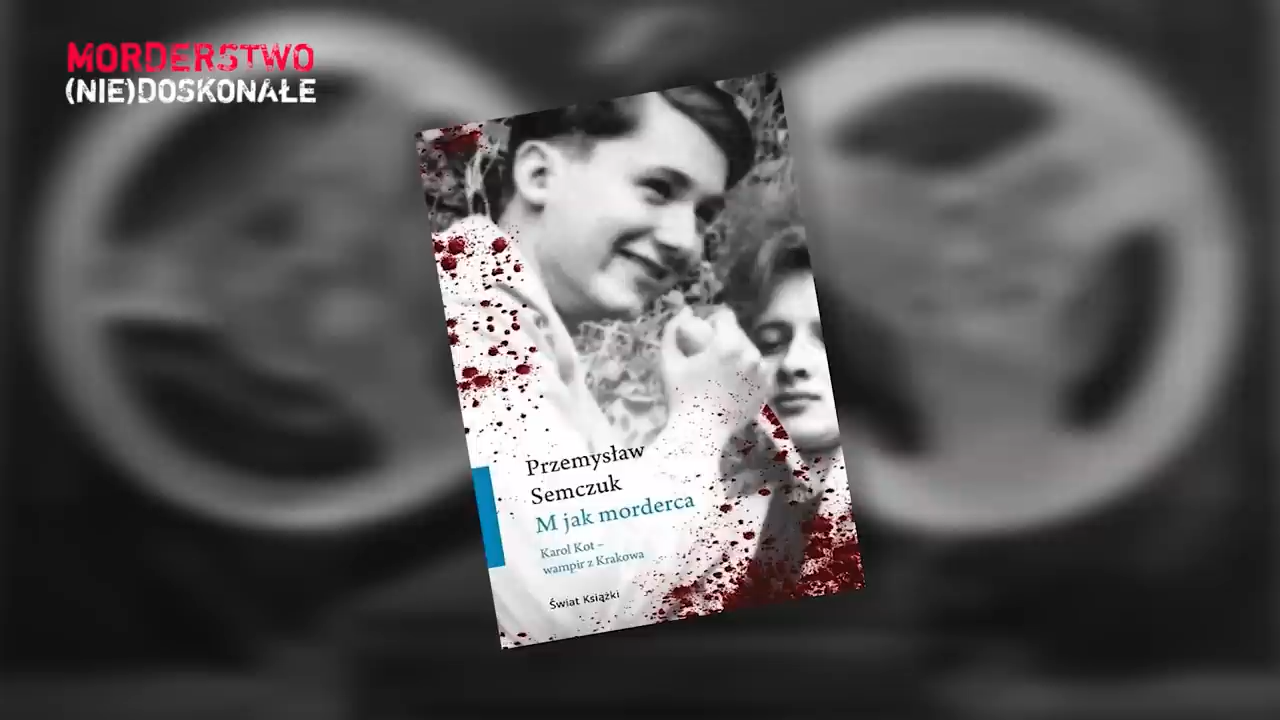 MORDERSTWO
(NIE)DOSKONAŁE
Przemysław
Semczuk
M jak morderca
Karol Kot –
wampir z Krakowa
Świat Książki